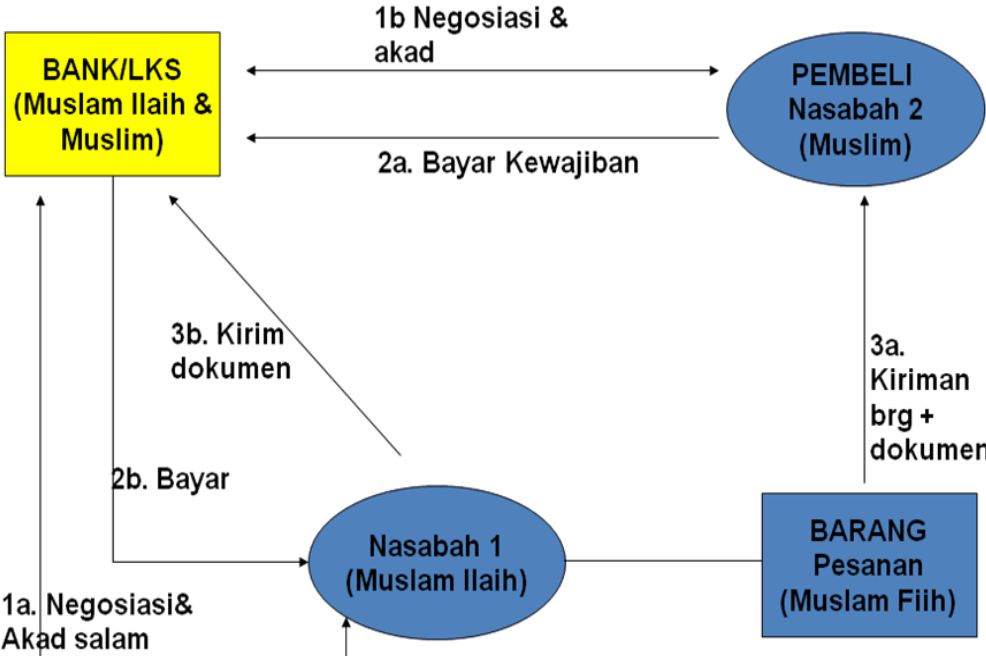 1b Negosiasi &
akad
BANK/LKS
(Muslam Ilaih &
Muslim)
PEMBELI
Nasabah 2
(Muslim)
2a. Bayar Kewajiban
3b. Kirim
dokumen
3a.
Kiriman
brg +
dokumen
2b. Bayar
Nasabah 1
(Muslam Ilaih)
BARANG
Pesanan
(Muslam Fiih)
1a. Negosiasi&
Akad salam